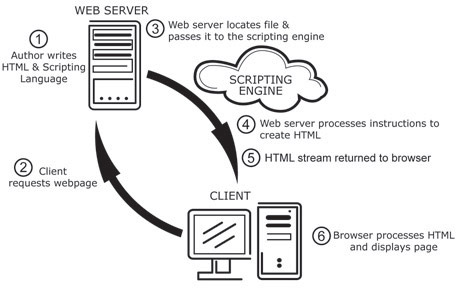 WEB SERVER
1 Author writes
HTML & Scripting
Language
2 Client
requests webpage
3 Web server locates file &
passes it to the scripting engine
SCRIPTING
ENGINE
4 Web server processes instructions to
create HTML
5 HTML stream returned to browser
CLIENT
6 Browser processes HTML
and displays page